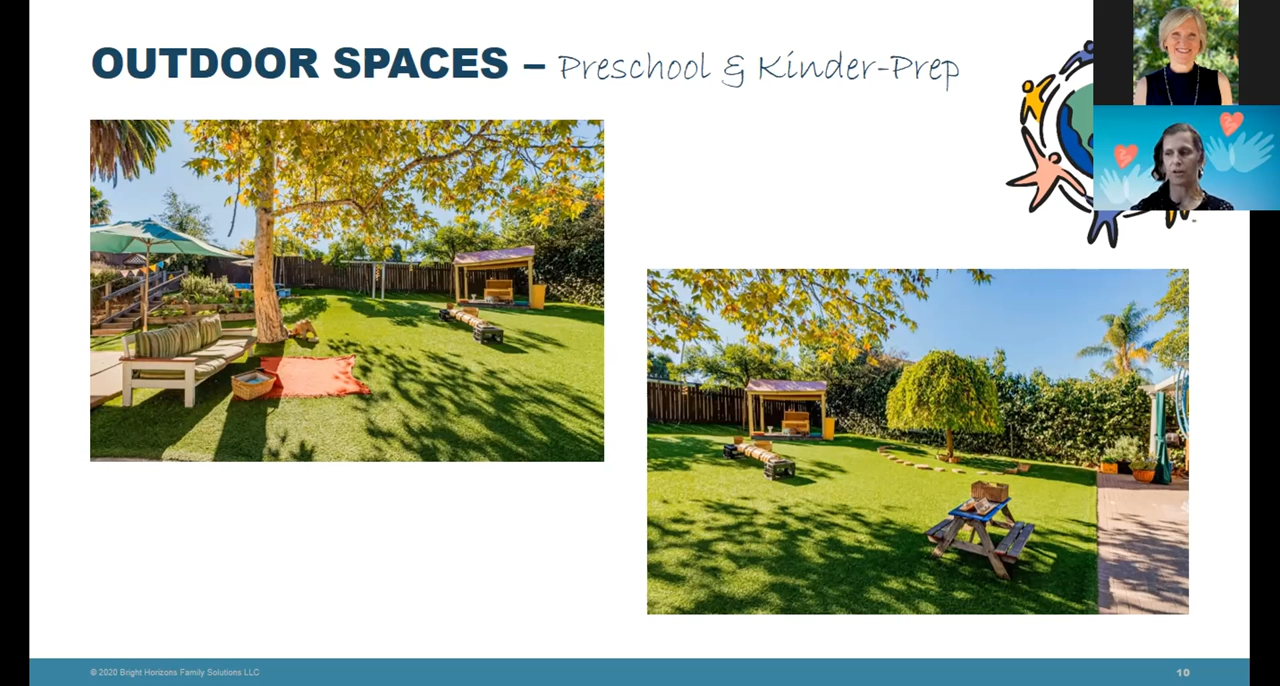 OUTDOOR SPACES – Preschool & Kinder-Prep
© 2020 Bright Horizons Family Solutions LLC
10